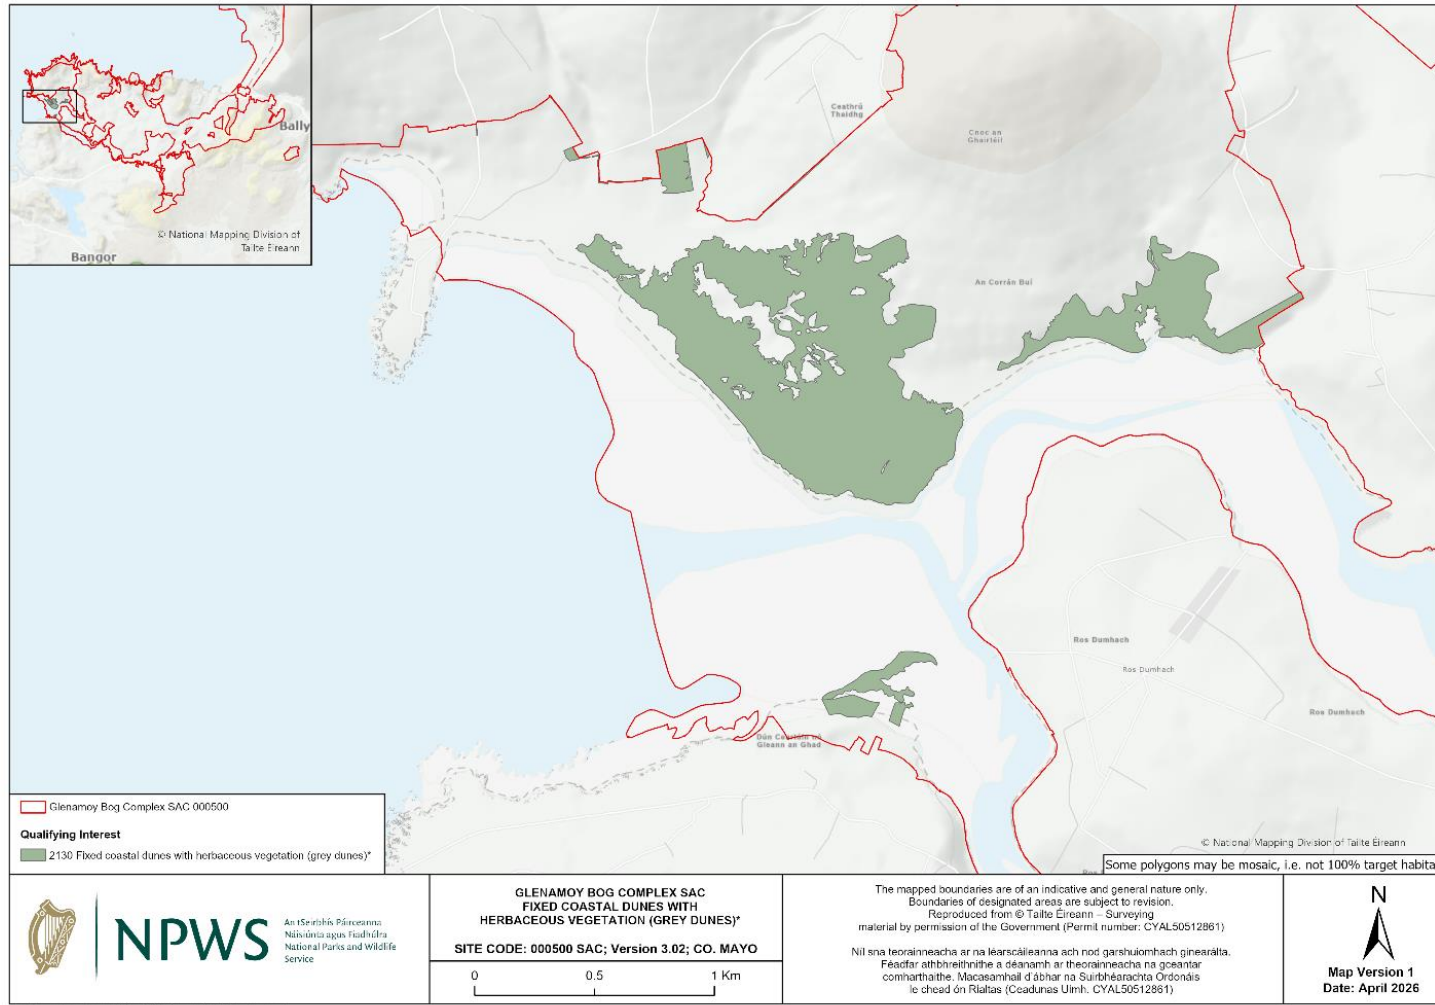 Bally
© National Mapping Division of
Tailte Éireann
Bangor
Ceathrú
Thaidhg
Cnoc an
Ghairtéil
An Corrán Buí
Ros Dumhach
Ros Dumhach
Ros Dumhach
Gleann an Ghad
Glenamoy Bog Complex SAC 000500
Qualifying Interest
2130 Fixed coastal dunes with herbaceous vegetation (grey dunes)*
© National Mapping Division of Tailte Éireann
Some polygons may be mosaic, i.e. not 100% target habita
NPWS
An tSeirbhís Páirceanna
Náisiúnta agus Fiadhúlra
National Parks and Wildlife
Service
GLENAMOY BOG COMPLEX SAC
FIXED COASTAL DUNES WITH
HERBACEOUS VEGETATION (GREY DUNES)*
SITE CODE: 000500 SAC; Version 3.02; CO. MAYO
0 0.5 1 Km
The mapped boundaries are of an indicative and general nature only.
Boundaries of designated areas are subject to revision.
Reproduced from © Tailte Éireann – Surveying
material by permission of the Government (Permit number: CYAL50512861)
Níl sna teorainneacha ar na léarscáileanna ach nod garshuiomhach ginearálta.
Féadfar athbhreithnithe a déanamh ar theorainneacha na gceantar
comharthaithe. Macasamhail d'ábhar na Suirbhéarachta Ordonáis
le chead ón Rialtas (Ceadunas Uimh. CYAL50512861)
N
Map Version 1
Date: April 2026